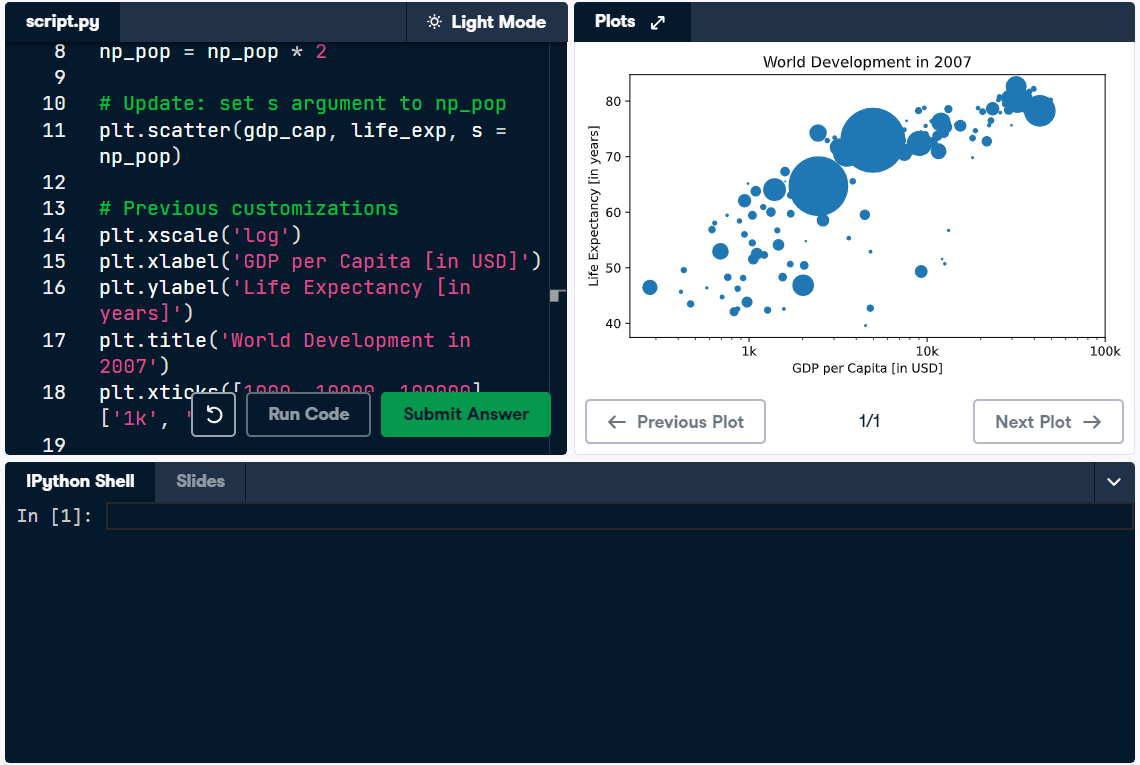 script.py
Light Mode
8 np_pop = np_pop * 2
9
10 # Update: set s argument to np_pop
11 plt.scatter(gdp_cap, life_exp, s =
np_pop)
12
13 # Previous customizations
14 plt.xscale('log')
15 plt.xlabel('GDP per Capita [in USD]')
16 plt.ylabel('Life Expectancy [in
years]')
17 plt.title('World Development in
2007')
18 plt.xticks([1000, 10000, 100000],
['1k', '
19
Run Code
Submit Answer
Plots
World Development in 2007
Life Expectancy [in years]
80
70
60
50
40
1k 10k 100k
GDP per Capita [in USD]
Previous Plot
1/1
Next Plot
IPython Shell
Slides
In [1]: